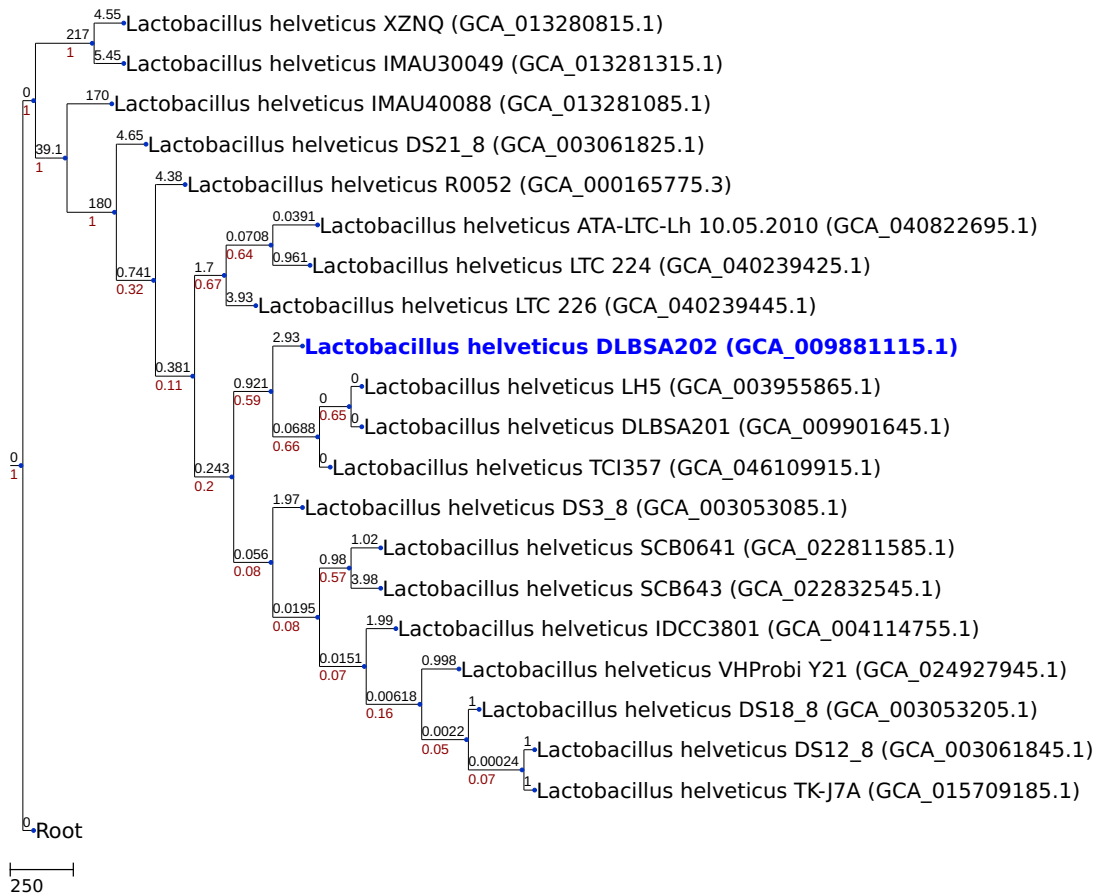 4.55
Lactobacillus helveticus XZNQ (GCA_013280815.1)
217
1
5.45
Lactobacillus helveticus IMAU30049 (GCA_013281315.1)
0
1
170
Lactobacillus helveticus IMAU40088 (GCA_013281085.1)
39.1
1
4.65
Lactobacillus helveticus DS21_8 (GCA_003061825.1)
180
1
4.38
Lactobacillus helveticus R0052 (GCA_000165775.3)
0.741
0.32
0.0391
Lactobacillus helveticus ATA-LTC-Lh 10.05.2010 (GCA_040822695.1)
0.0708
0.64
0.961
Lactobacillus helveticus LTC 224 (GCA_040239425.1)
1.7
0.67
3.93
Lactobacillus helveticus LTC 226 (GCA_040239445.1)
0.381
0.11
2.93
Lactobacillus helveticus DLBSA202 (GCA_009881115.1)
0.921
0.59
0
Lactobacillus helveticus LH5 (GCA_003955865.1)
0
0.65
0
Lactobacillus helveticus DLBSA201 (GCA_009901645.1)
0.0688
0.66
0
Lactobacillus helveticus TCI357 (GCA_046109915.1)
0
1
0.243
0.2
1.97
Lactobacillus helveticus DS3_8 (GCA_003053085.1)
0.056
0.08
1.02
Lactobacillus helveticus SCB0641 (GCA_022811585.1)
0.98
0.57
3.98
Lactobacillus helveticus SCB643 (GCA_022832545.1)
0.0195
0.08
1.99
Lactobacillus helveticus IDCC3801 (GCA_004114755.1)
0.0151
0.07
0.998
Lactobacillus helveticus VHProbi Y21 (GCA_024927945.1)
0.00618
0.16
1
Lactobacillus helveticus DS18_8 (GCA_003053205.1)
0.0022
0.05
1
Lactobacillus helveticus DS12_8 (GCA_003061845.1)
0.00024
0.07
1
Lactobacillus helveticus TK-J7A (GCA_015709185.1)
0
Root
250